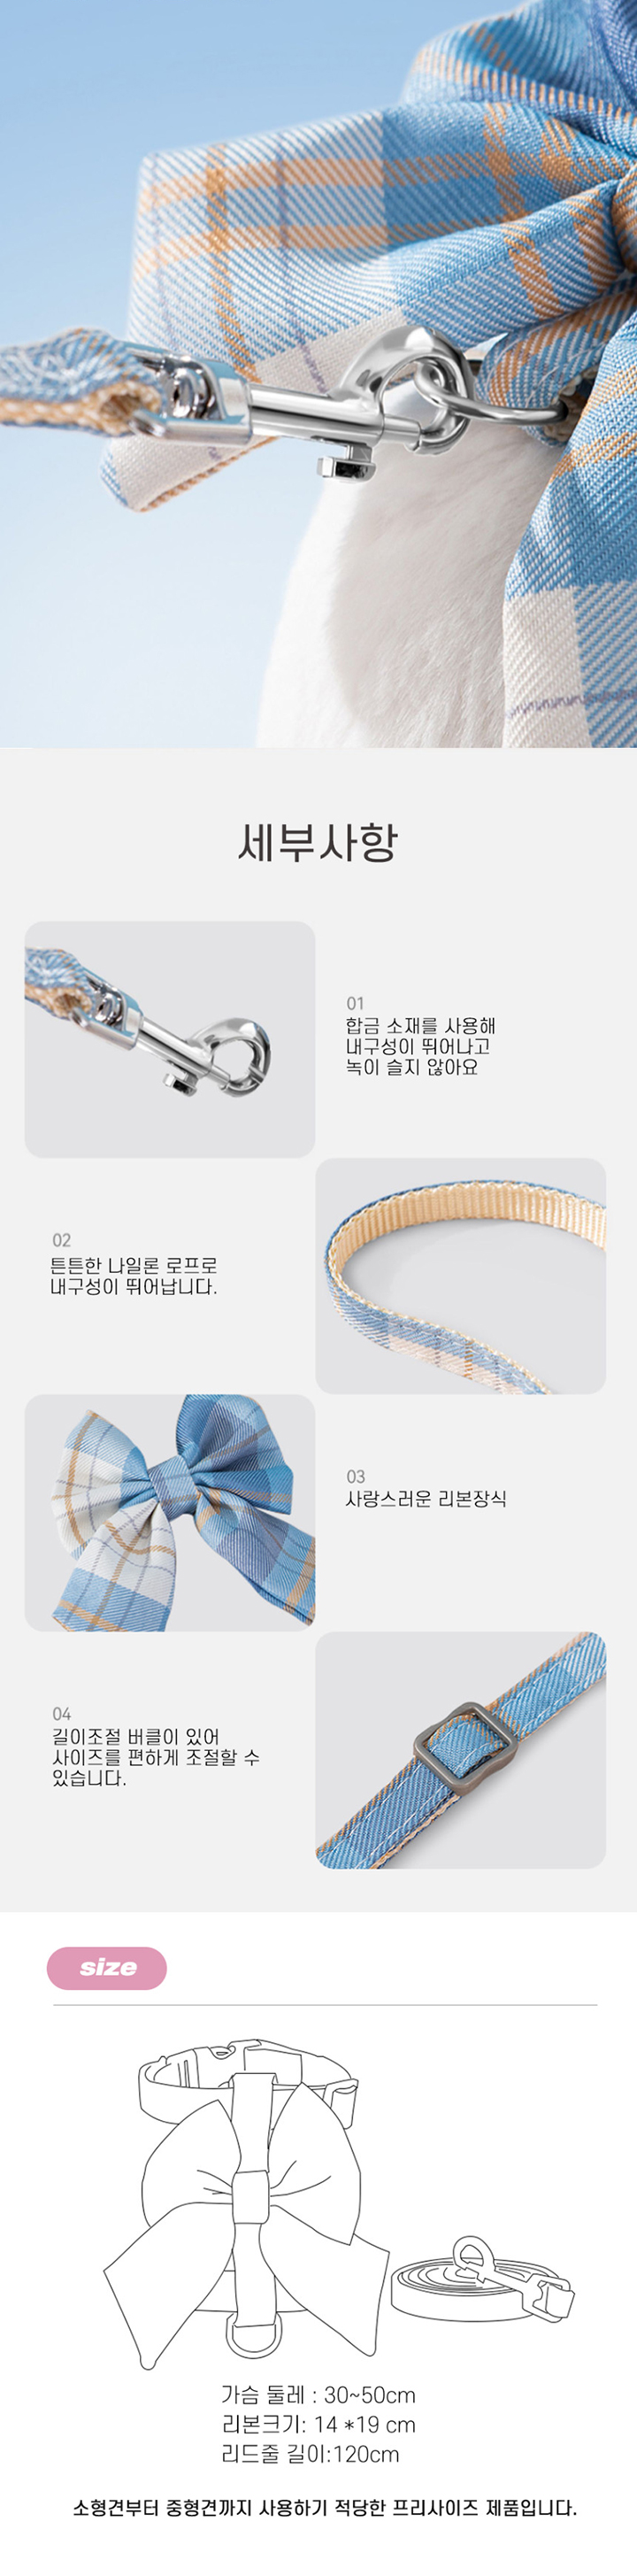 세부사항
01
합금 소재를 사용해
내구성이 뛰어나고
녹이 슬지 않아요
02
튼튼한 나일론 로프로
내구성이 뛰어납니다.
03
사랑스러운 리본장식
04
길이조절 버클이 있어
사이즈를 편하게 조절할 수
있습니다.
size
가슴 둘레 : 30~50cm
리본크기: 14 *19 cm
리드줄 길이:120cm
소형견부터 중형견까지 사용하기 적당한 프리사이즈 제품입니다.